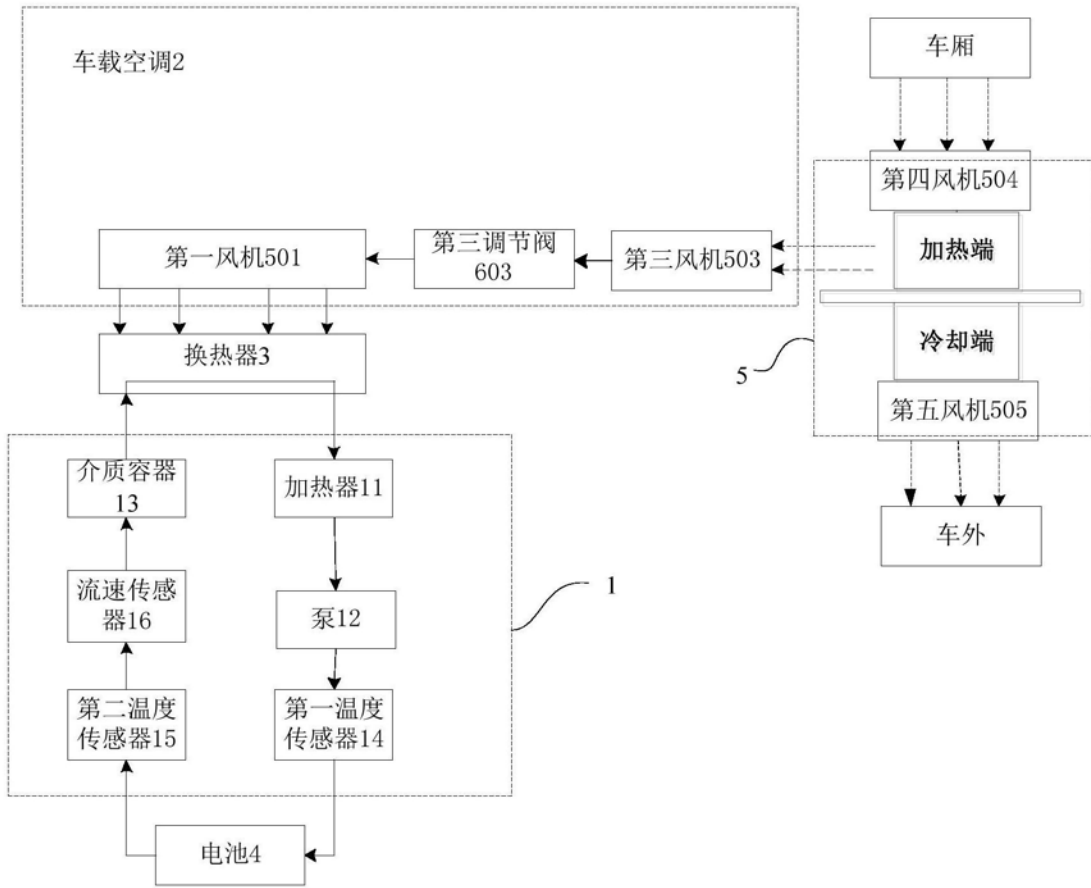 车载空调2
车厢
第四风机504
加热端
第三调节阀
603
第一风机501
第三风机503
冷却端
换热器3
5
第五风机505
介质容器
13
加热器11
车外
流速传感
器16
1
泵12
第二温度
传感器15
第一温度
传感器14
电池4